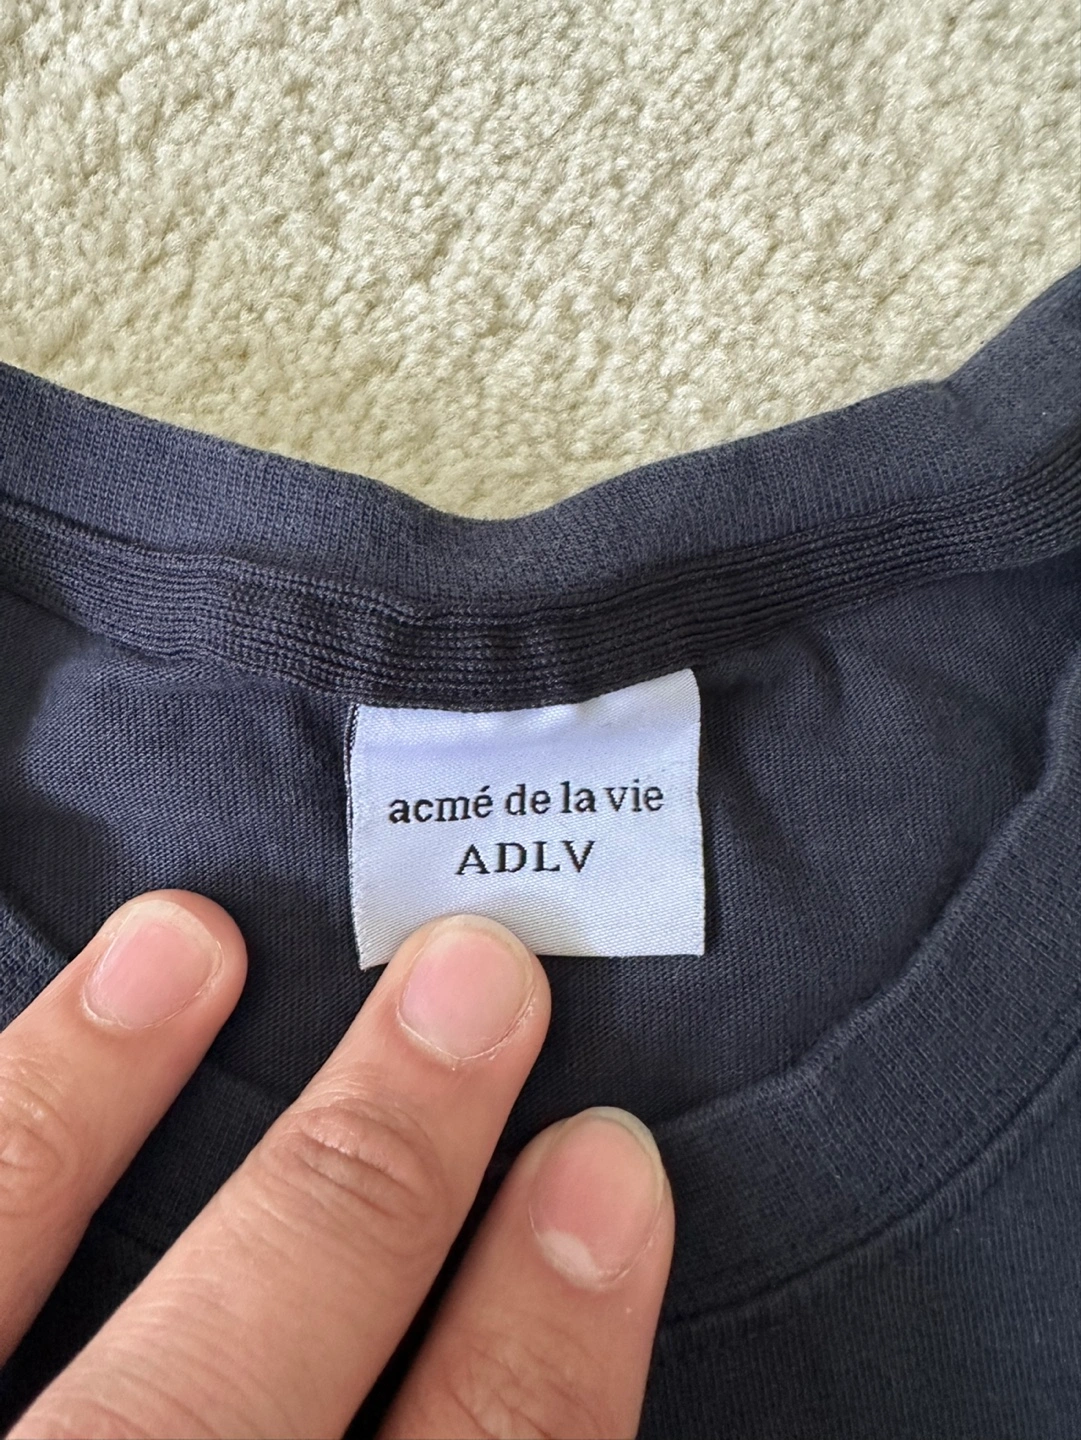 acmé de la vie
ADLV